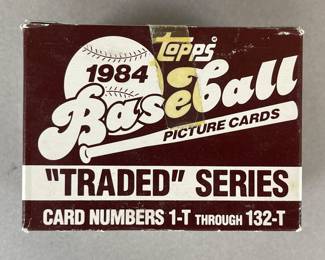 topps
1984
Baseball
PICTURE CARDS
"TRADED" SERIES
CARD NUMBERS 1-T THROUGH 132-T